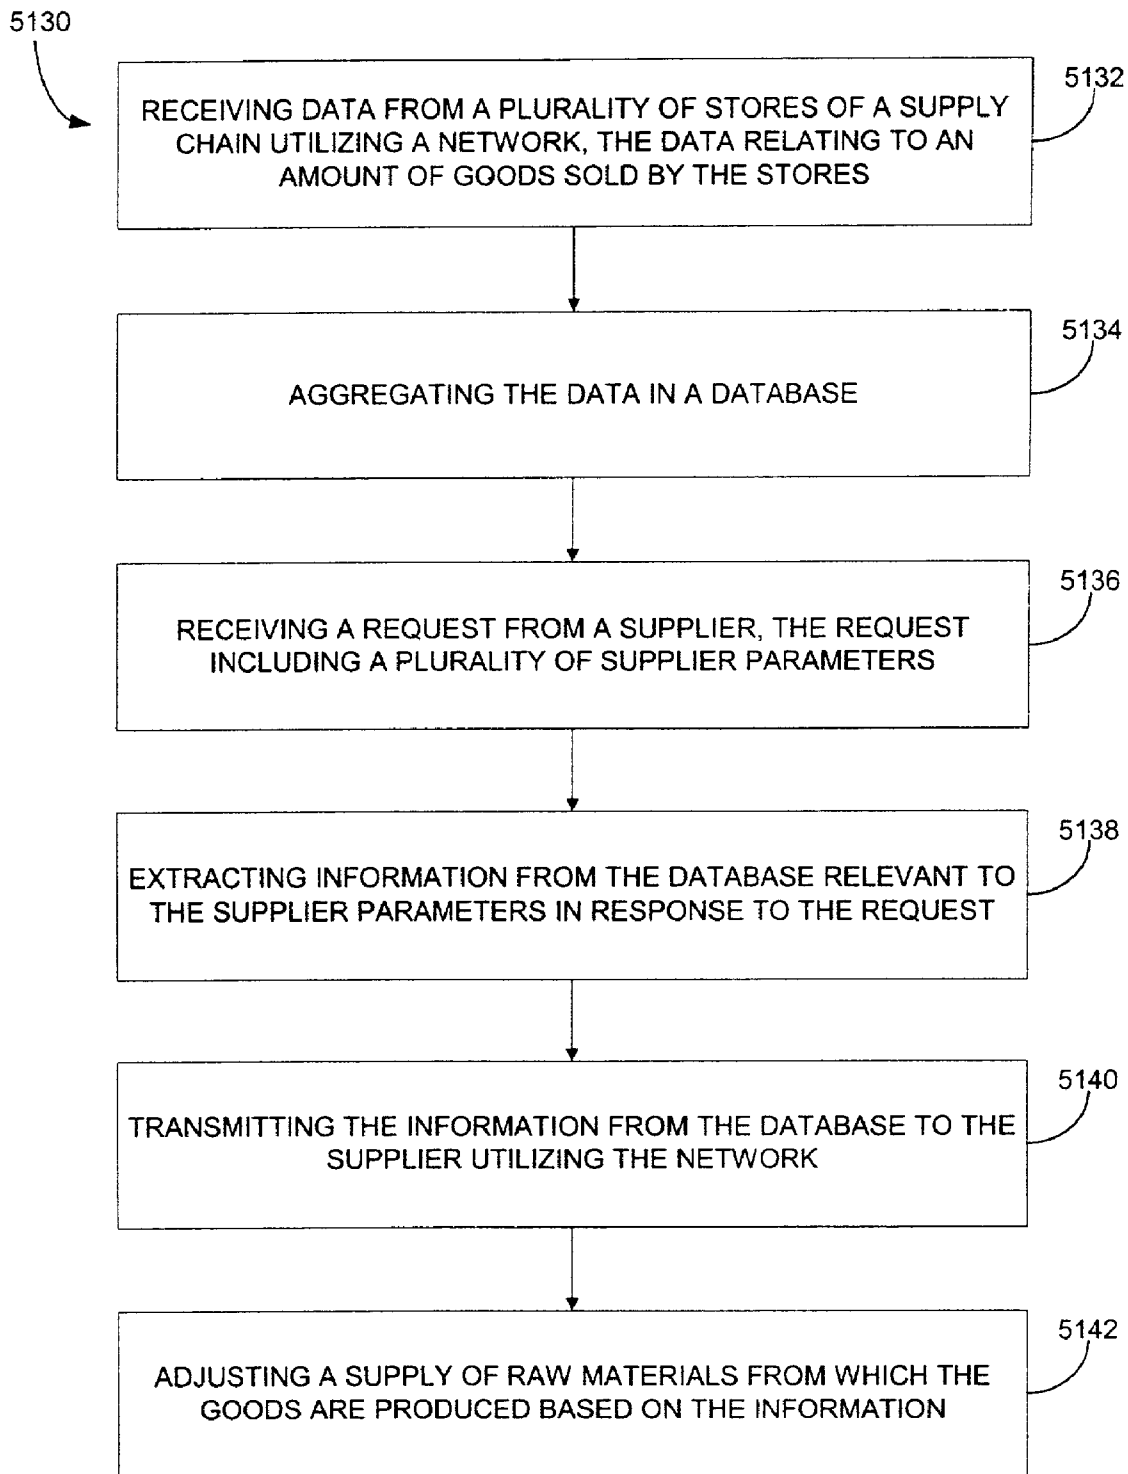 5130
5132
RECEIVING DATA FROM A PLURALITY OF STORES OF A SUPPLY
CHAIN UTILIZING A NETWORK, THE DATA RELATING TO AN
AMOUNT OF GOODS SOLD BY THE STORES
5134
AGGREGATING THE DATA IN A DATABASE
5136
RECEIVING A REQUEST FROM A SUPPLIER, THE REQUEST
INCLUDING A PLURALITY OF SUPPLIER PARAMETERS
5138
EXTRACTING INFORMATION FROM THE DATABASE RELEVANT TO
THE SUPPLIER PARAMETERS IN RESPONSE TO THE REQUEST
5140
TRANSMITTING THE INFORMATION FROM THE DATABASE TO THE
SUPPLIER UTILIZING THE NETWORK
5142
ADJUSTING A SUPPLY OF RAW MATERIALS FROM WHICH THE
GOODS ARE PRODUCED BASED ON THE INFORMATION